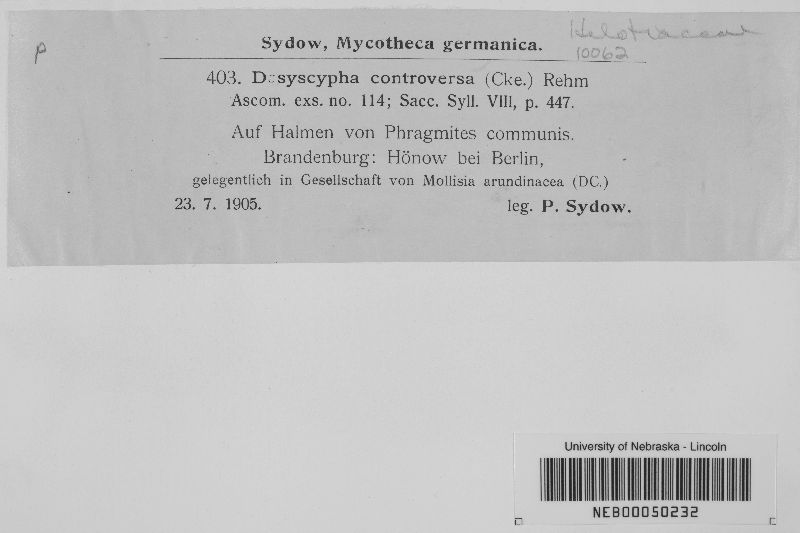 Helotiaceae
10062
p
Sydow, Mycotheca germanica.
403. Dasyscypha controversa (Cke.) Rehm
Ascom. exs. no. 114; Sacc. Syll. VIII, p. 447.
Auf Halmen von Phragmites communis.
Brandenburg: Hönow bei Berlin,
gelegentlich in Gesellschaft von Mollisia arundinacea (DC.)
23. 7. 1905. leg. P. Sydow.
University of Nebraska - Lincoln
NEB00050232